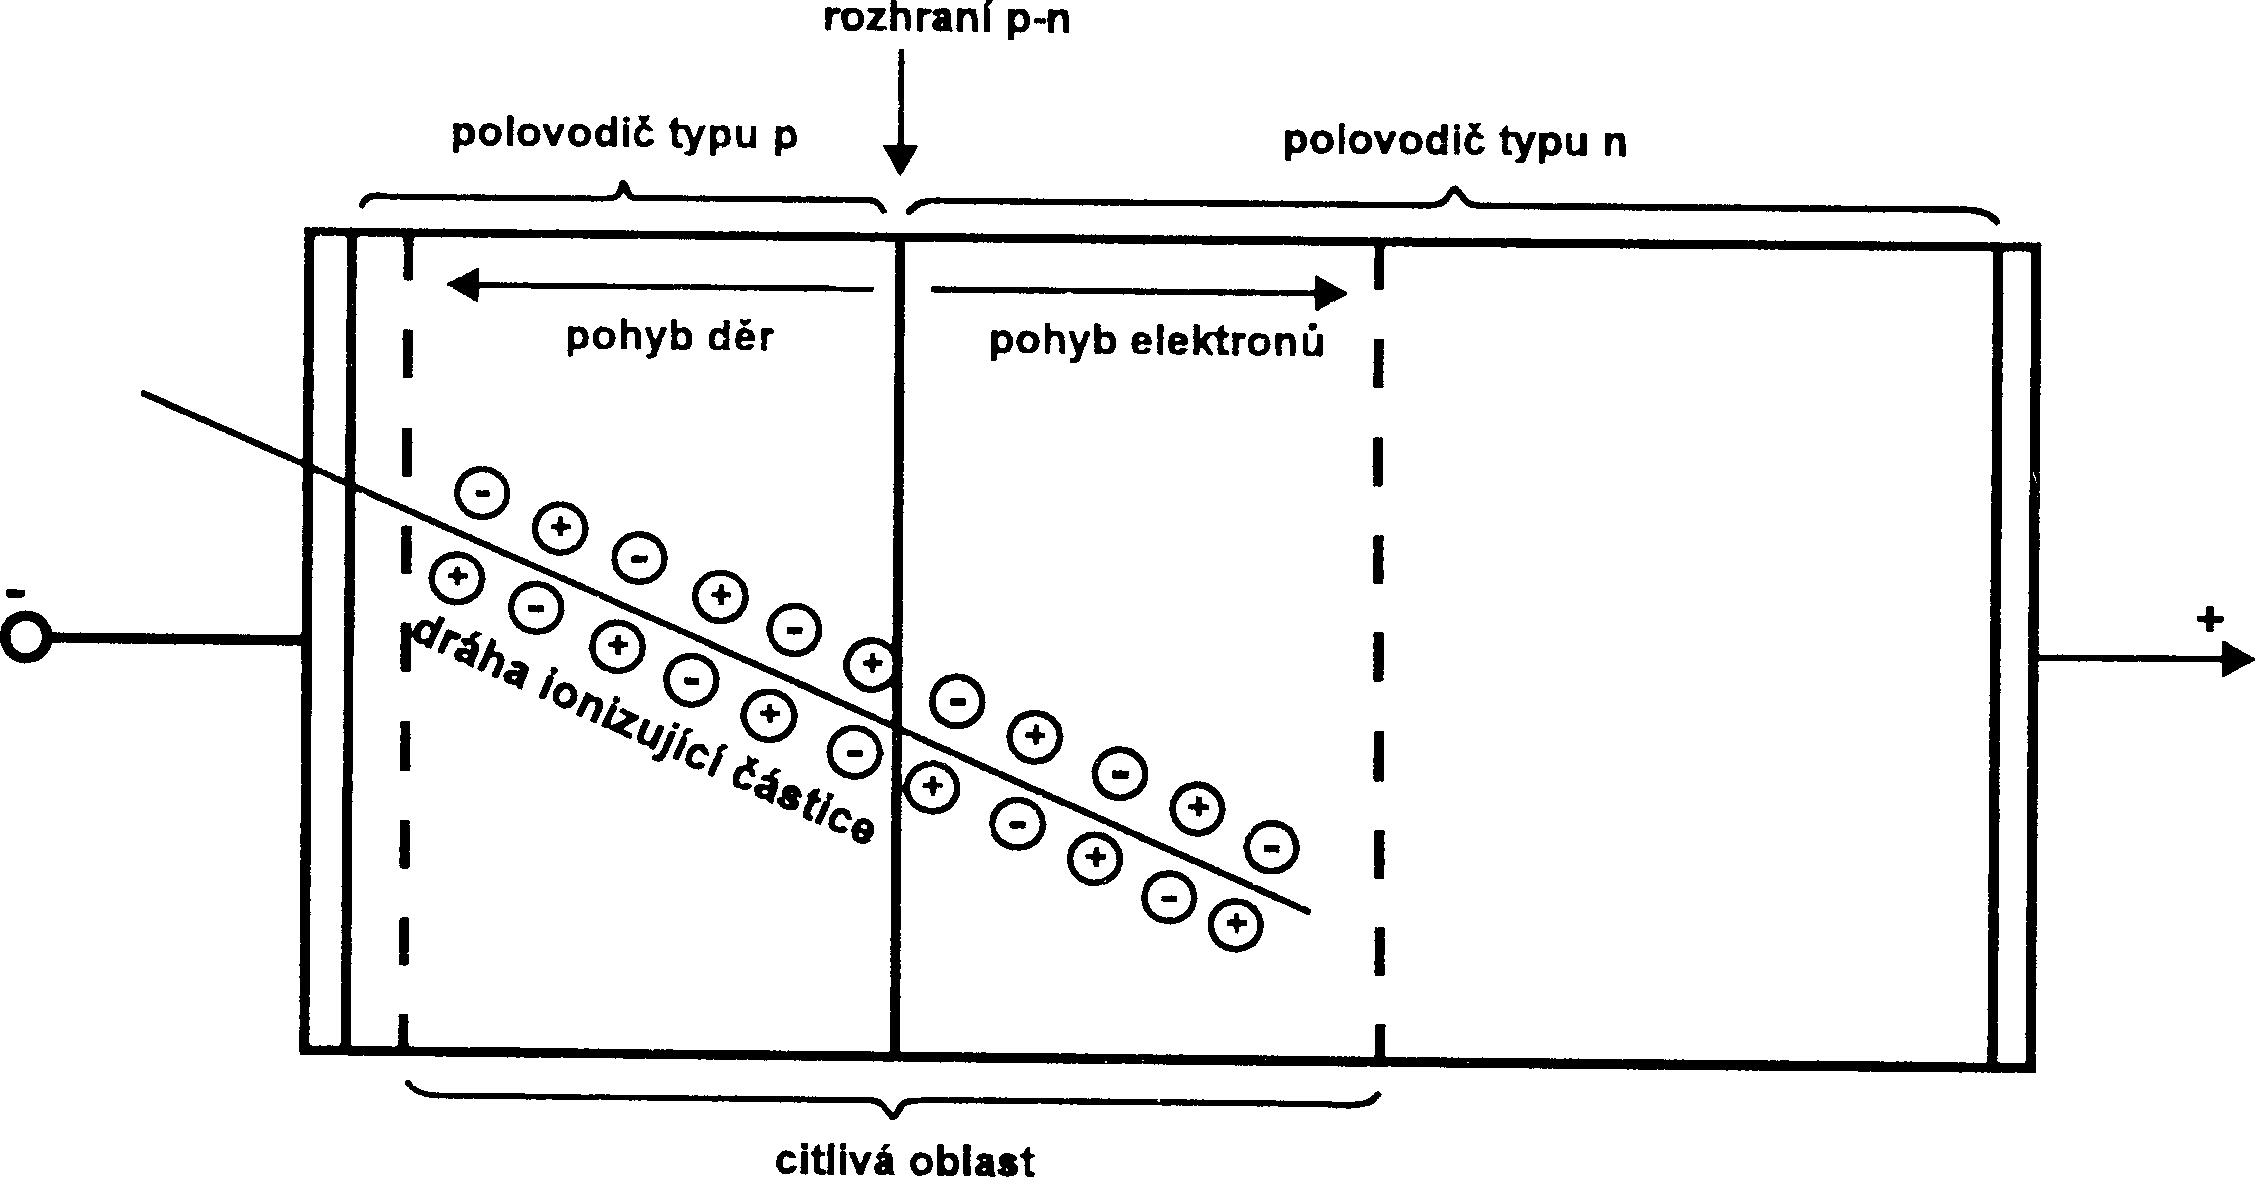 rozhraní p-n
polovodič typu p
polovodič typu n
pohyb děr
pohyb elektronů
- + - + - + - + - + -
+ - + - + - + - + - +
dráha ionizující částice
-
+
citlivá oblast